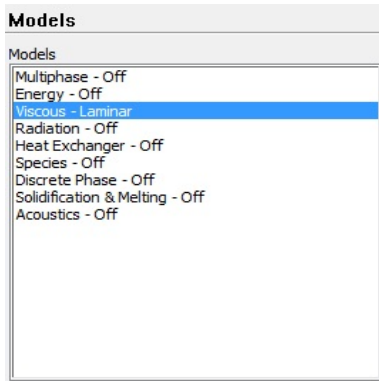 Models
Models
Multiphase - Off
Energy - Off
Viscous - Laminar
Radiation - Off
Heat Exchanger - Off
Species - Off
Discrete Phase - Off
Solidification & Melting - Off
Acoustics - Off